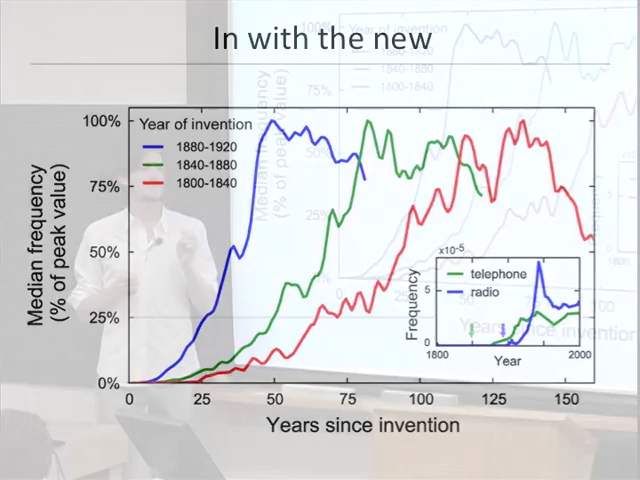 In with the new
Year of invention
1880-1920
1840-1880
1800-1840
Median frequency
(% of peak value)
100%
75%
50%
25%
0%
0 25 50 75 100 125 150
Years since invention
x10⁻⁵
telephone
radio
Frequency
5
0
1800 1900 2000
Year